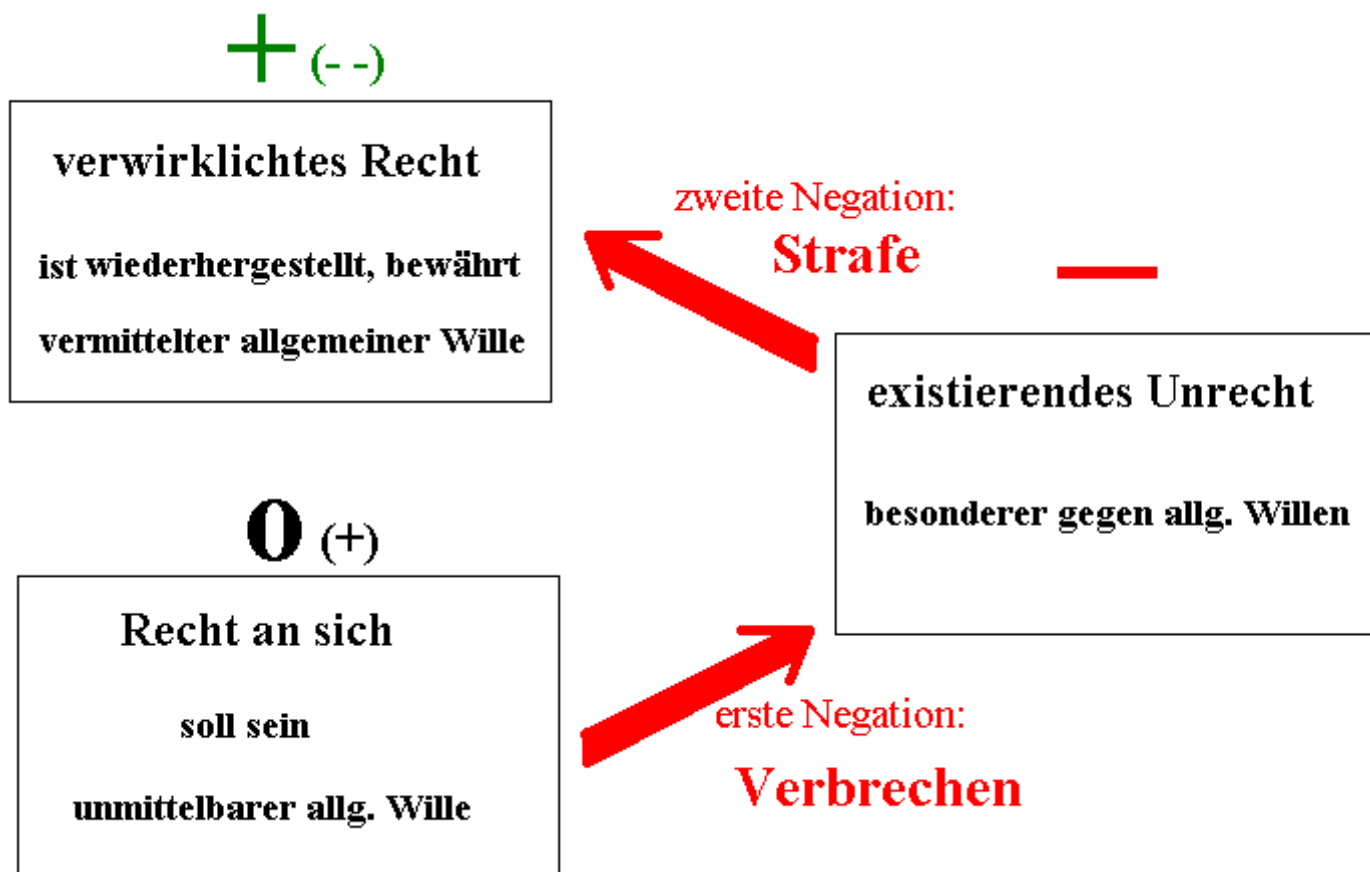 + (- -)
verwirklichtes Recht
ist wiederhergestellt, bewährt
vermittelter allgemeiner Wille
zweite Negation:
Strafe
—
existierendes Unrecht
besonderer gegen allg. Willen
0 (+)
Recht an sich
soll sein
unmittelbarer allg. Wille
erste Negation:
Verbrechen